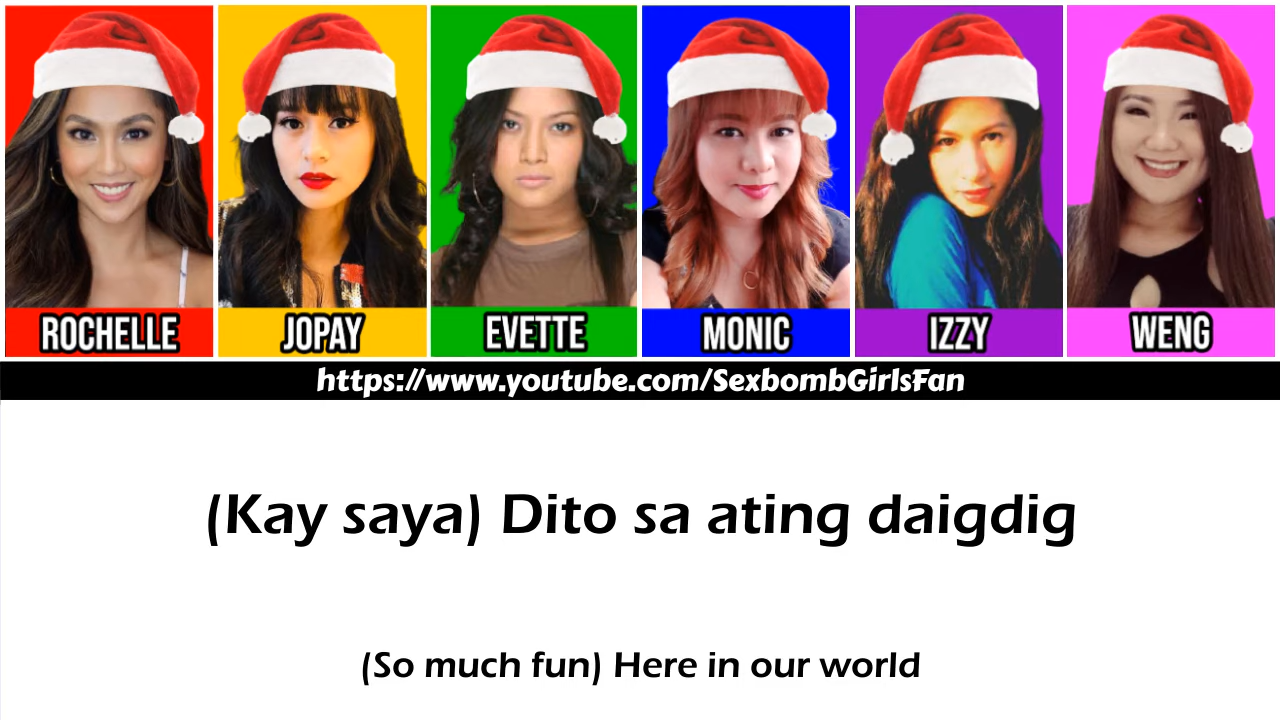 ROCHELLE JOPAY EVETTE MONIC IZZY WENG
https://www.youtube.com/SexbombGirlsFan
(Kay saya) Dito sa ating daigdig
(So much fun) Here in our world